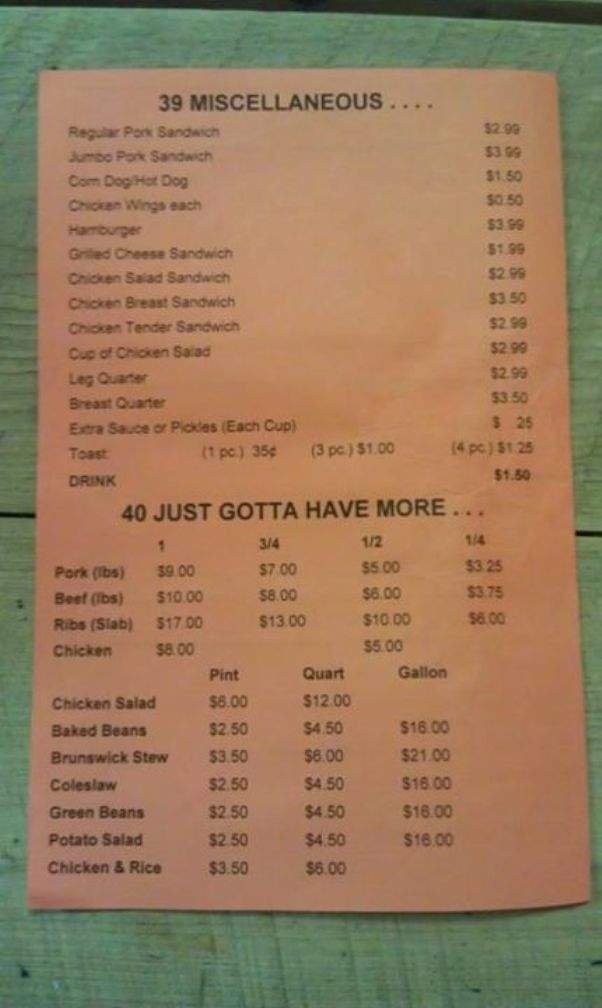 39 MISCELLANEOUS . . . .
Regular Pork Sandwich $2.99
Jumbo Pork Sandwich $3.99
Corn Dog/Hot Dog $1.50
Chicken Wings each $0.50
Hamburger $3.99
Grilled Cheese Sandwich $1.99
Chicken Salad Sandwich $2.99
Chicken Breast Sandwich $3.50
Chicken Tender Sandwich $2.99
Cup of Chicken Salad $2.99
Leg Quarter $2.99
Breast Quarter $3.50
Extra Sauce or Pickles (Each Cup) $ 25
Toast: (1 pc.) 35¢ (3 pc.) $1.00 (4 pc.) $1.25
DRINK $1.50
40 JUST GOTTA HAVE MORE . . .
1 3/4 1/2 1/4
Pork (lbs) $9.00 $7.00 $5.00 $3.25
Beef (lbs) $10.00 $8.00 $6.00 $3.75
Ribs (Slab) $17.00 $13.00 $10.00 $6.00
Chicken $8.00 $5.00
Pint Quart Gallon
Chicken Salad $6.00 $12.00
Baked Beans $2.50 $4.50 $16.00
Brunswick Stew $3.50 $6.00 $21.00
Coleslaw $2.50 $4.50 $16.00
Green Beans $2.50 $4.50 $16.00
Potato Salad $2.50 $4.50 $16.00
Chicken & Rice $3.50 $6.00